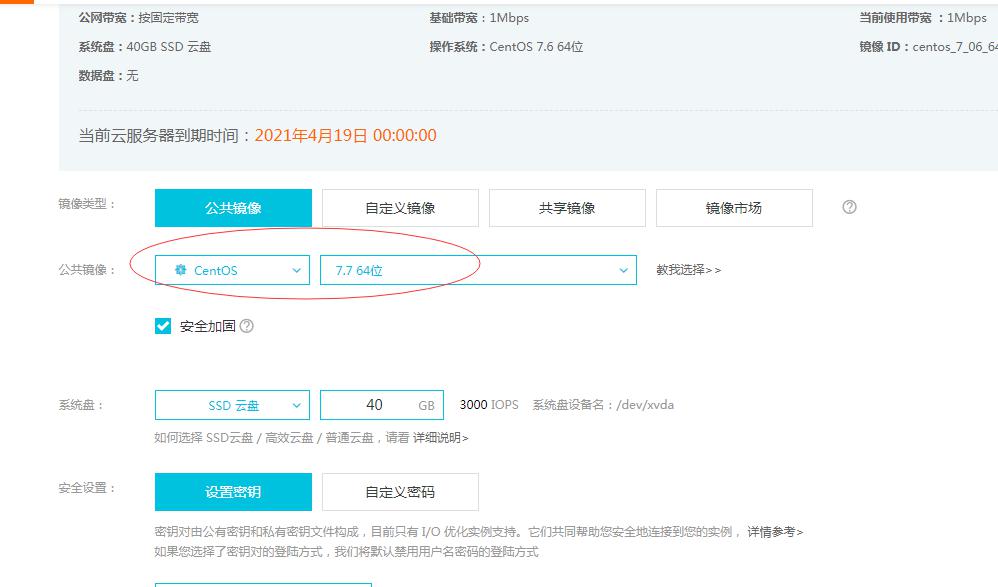 公网带宽：按固定带宽 基础带宽：1Mbps 当前使用带宽 ：1Mbps
系统盘：40GB SSD 云盘 操作系统：CentOS 7.6 64位 镜像 ID：centos_7_06_64
数据盘：无
当前云服务器到期时间：2021年4月19日 00:00:00
镜像类型： 公共镜像 自定义镜像 共享镜像 镜像市场 ?
公共镜像： CentOS 7.7 64位 教我选择>>
安全加固 ?
系统盘： SSD 云盘 40 GB 3000 IOPS 系统盘设备名：/dev/xvda
如何选择 SSD云盘 / 高效云盘 / 普通云盘，请看 详细说明>
安全设置： 设置密钥 自定义密码
密钥对由公有密钥和私有密钥文件构成，目前只有 I/O 优化实例支持。它们共同帮助您安全地连接到您的实例， 详情参考>
如果您选择了密钥对的登陆方式，我们将默认禁用用户名密码的登陆方式